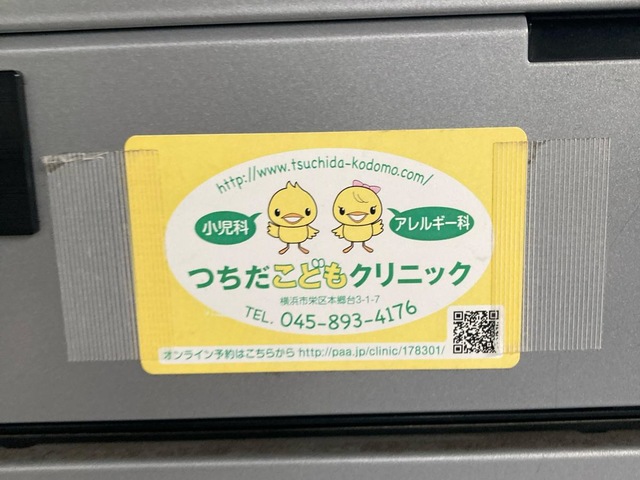 http://www.tsuchida-kodomo.com/
小児科
アレルギー科
つちだこどもクリニック
横浜市栄区本郷台3-1-7
TEL. 045-893-4176
オンライン予約はこちらから http://paa.jp/clinic/178301/